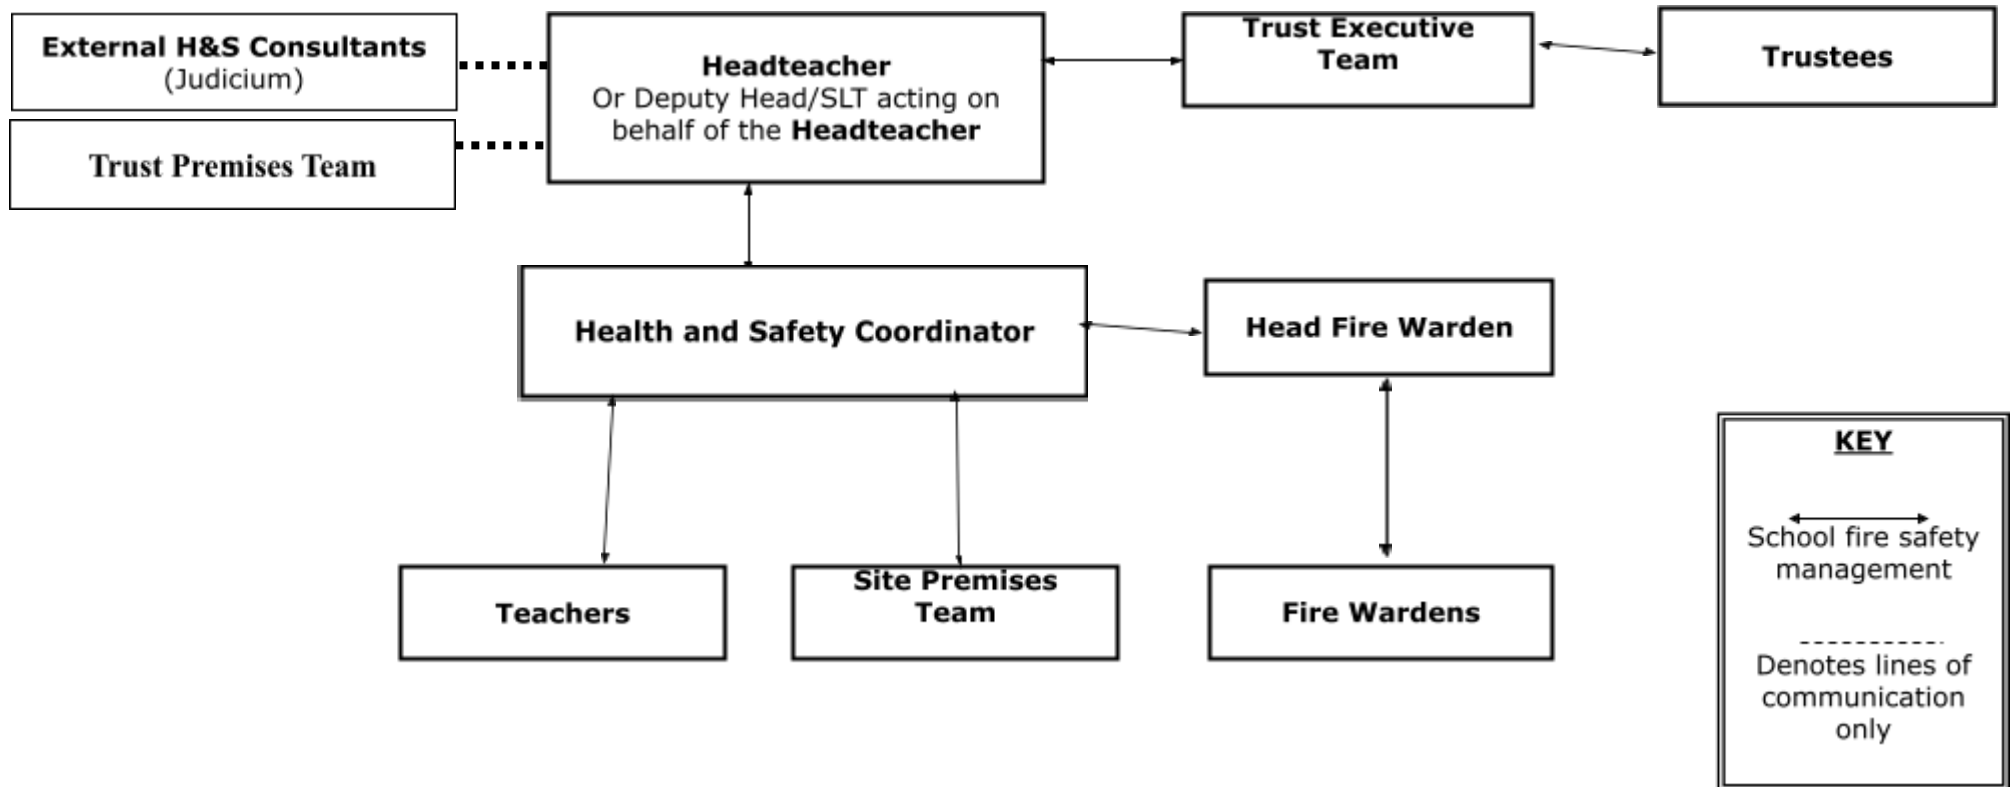 External H&S Consultants
(Judicium)
Trust Premises Team
Headteacher
Or Deputy Head/SLT acting on
behalf of the Headteacher
Trust Executive
Team
Trustees
Health and Safety Coordinator
Head Fire Warden
Teachers
Site Premises
Team
Fire Wardens
KEY
School fire safety
management
Denotes lines of
communication
only